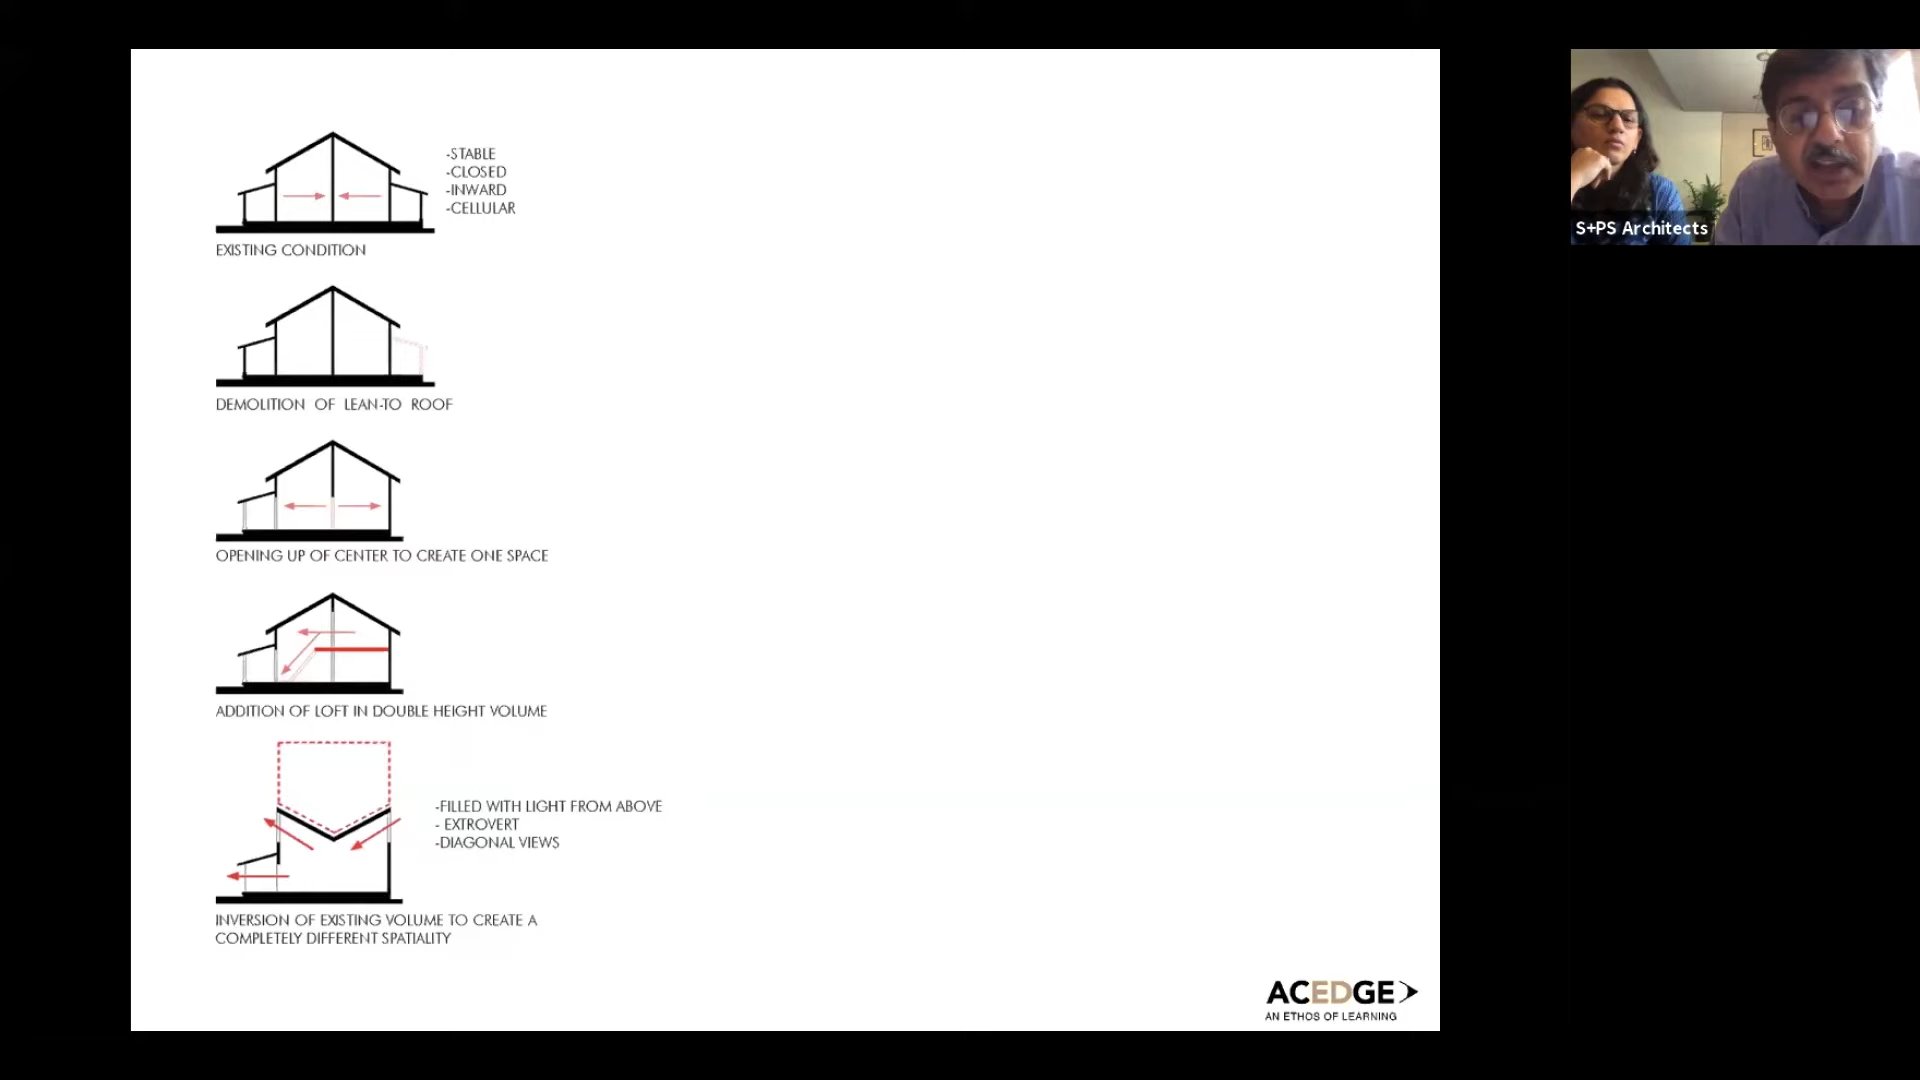 -STABLE
-CLOSED
-INWARD
-CELLULAR
EXISTING CONDITION
DEMOLITION OF LEAN-TO ROOF
OPENING UP OF CENTER TO CREATE ONE SPACE
ADDITION OF LOFT IN DOUBLE HEIGHT VOLUME
-FILLED WITH LIGHT FROM ABOVE
- EXTROVERT
-DIAGONAL VIEWS
INVERSION OF EXISTING VOLUME TO CREATE A
COMPLETELY DIFFERENT SPATIALITY
ACEDGE
AN ETHOS OF LEARNING
S+PS Architects